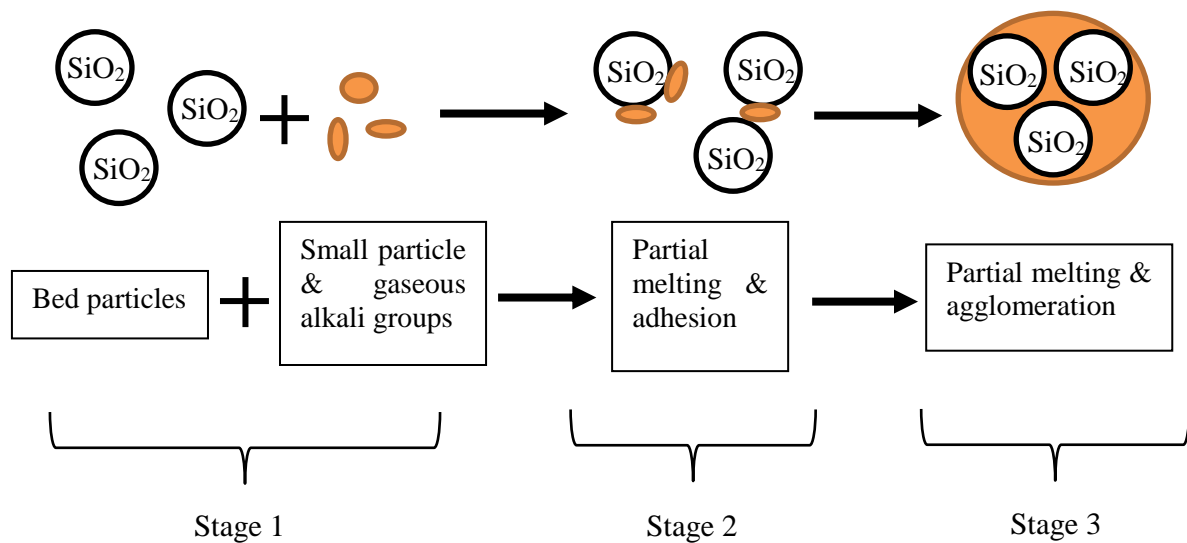 SiO₂
SiO₂
SiO₂
SiO₂
SiO₂
SiO₂
SiO₂
SiO₂
SiO₂
Bed particles
Small particle
& gaseous
alkali groups
Partial
melting &
adhesion
Partial melting &
agglomeration
Stage 1
Stage 2
Stage 3